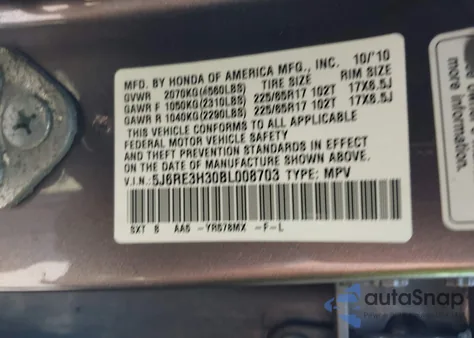 MFD. BY HONDA OF AMERICA MFG., INC. 10/'10
GVWR 2070KG(4560LBS) TIRE SIZE RIM SIZE
GAWR F 1050KG(2310LBS) 225/65R17 102T 17X6.5J
GAWR R 1040KG(2290LBS) 225/65R17 102T 17X6.5J
THIS VEHICLE CONFORMS TO ALL APPLICABLE
FEDERAL MOTOR VEHICLE SAFETY
AND THEFT PREVENTION STANDARDS IN EFFECT
ON THE DATE OF MANUFACTURE SHOWN ABOVE.
V.I.N.: 5J6RE3H30BL008703 TYPE: MPV
SXT 8 AA6 -YR578MX -F-L
autoSnap